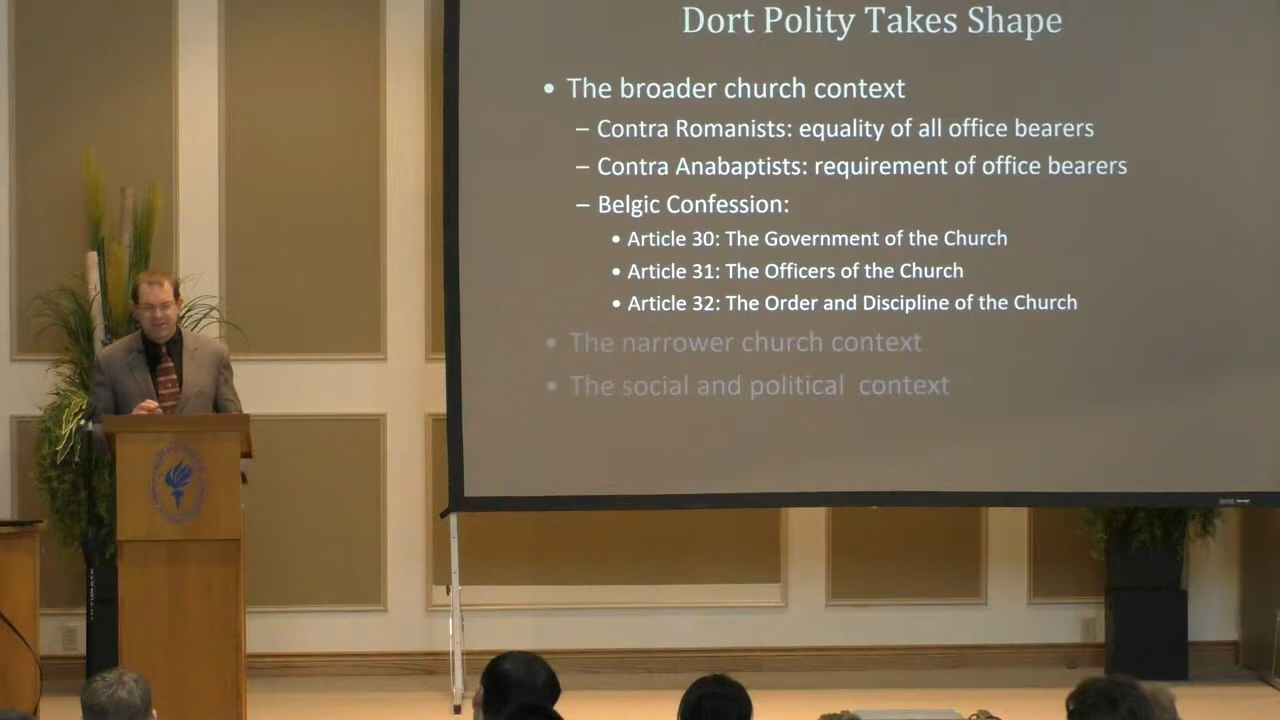 Dort Polity Takes Shape
• The broader church context
– Contra Romanists: equality of all office bearers
– Contra Anabaptists: requirement of office bearers
– Belgic Confession:
• Article 30: The Government of the Church
• Article 31: The Officers of the Church
• Article 32: The Order and Discipline of the Church
• The narrower church context
• The social and political context